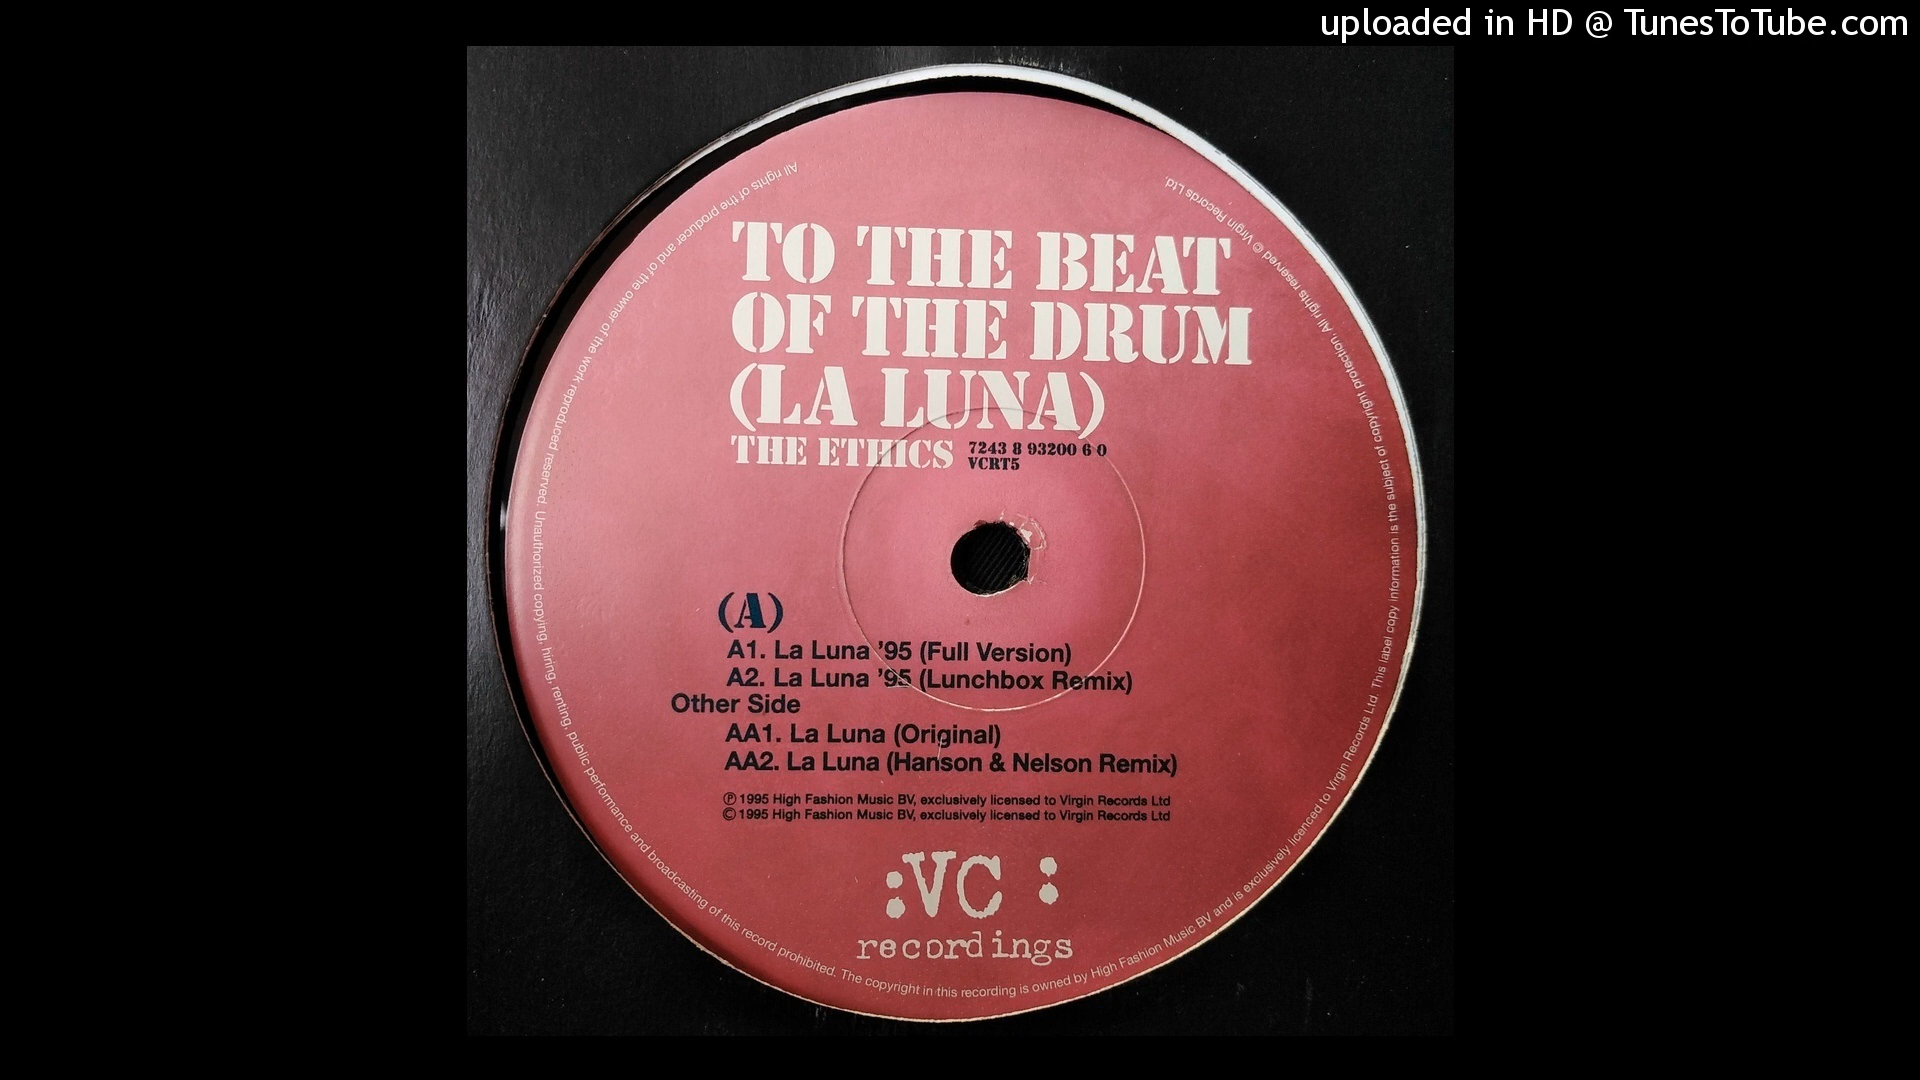 uploaded in HD @ TunesToTube.com
TO THE BEAT
OF THE DRUM
(LA LUNA)
THE ETHICS 7243 8 93200 6 0
VCRT5
(A)
A1. La Luna '95 (Full Version)
A2. La Luna '95 (Lunchbox Remix)
Other Side
AA1. La Luna (Original)
AA2. La Luna (Hanson & Nelson Remix)
℗ 1995 High Fashion Music BV, exclusively licensed to Virgin Records Ltd
© 1995 High Fashion Music BV, exclusively licensed to Virgin Records Ltd
:VC :
recordings
All rights of the producer and of the owner of the work reproduced reserved. Unauthorized copying, hiring, renting, public performance and broadcasting of this record prohibited. The copyright in this recording is owned by High Fashion Music BV and is exclusively licenced to Virgin Records Ltd. This label copy information is the subject of copyright protection. All rights reserved © Virgin Records Ltd.